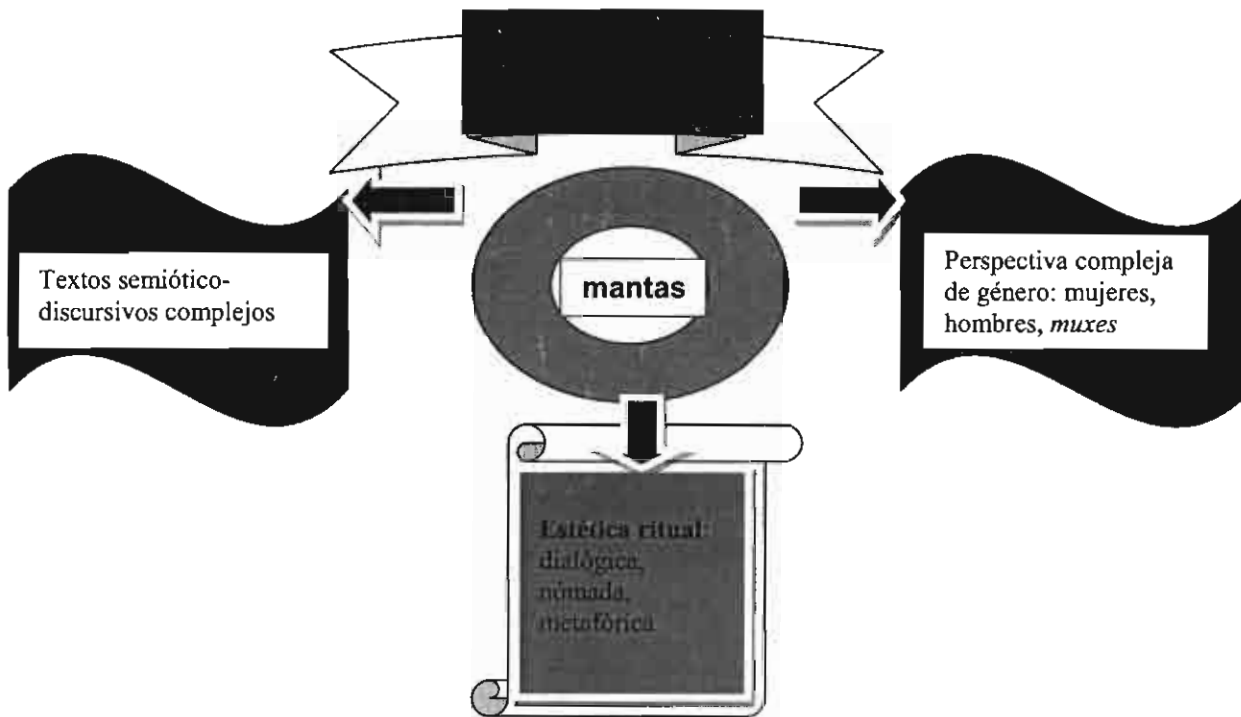 Textos semiótico-
discursivos complejos
mantas
Perspectiva compleja
de género: mujeres,
hombres, muxes
Estética ritual
dialógica,
nómada,
metafórica